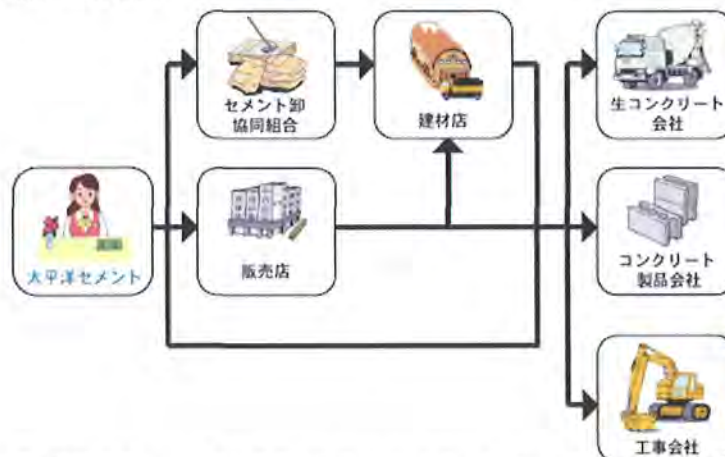 セメント卸
協同組合
建材店
生コンクリート
会社
太平洋セメント
販売店
コンクリート
製品会社
工事会社